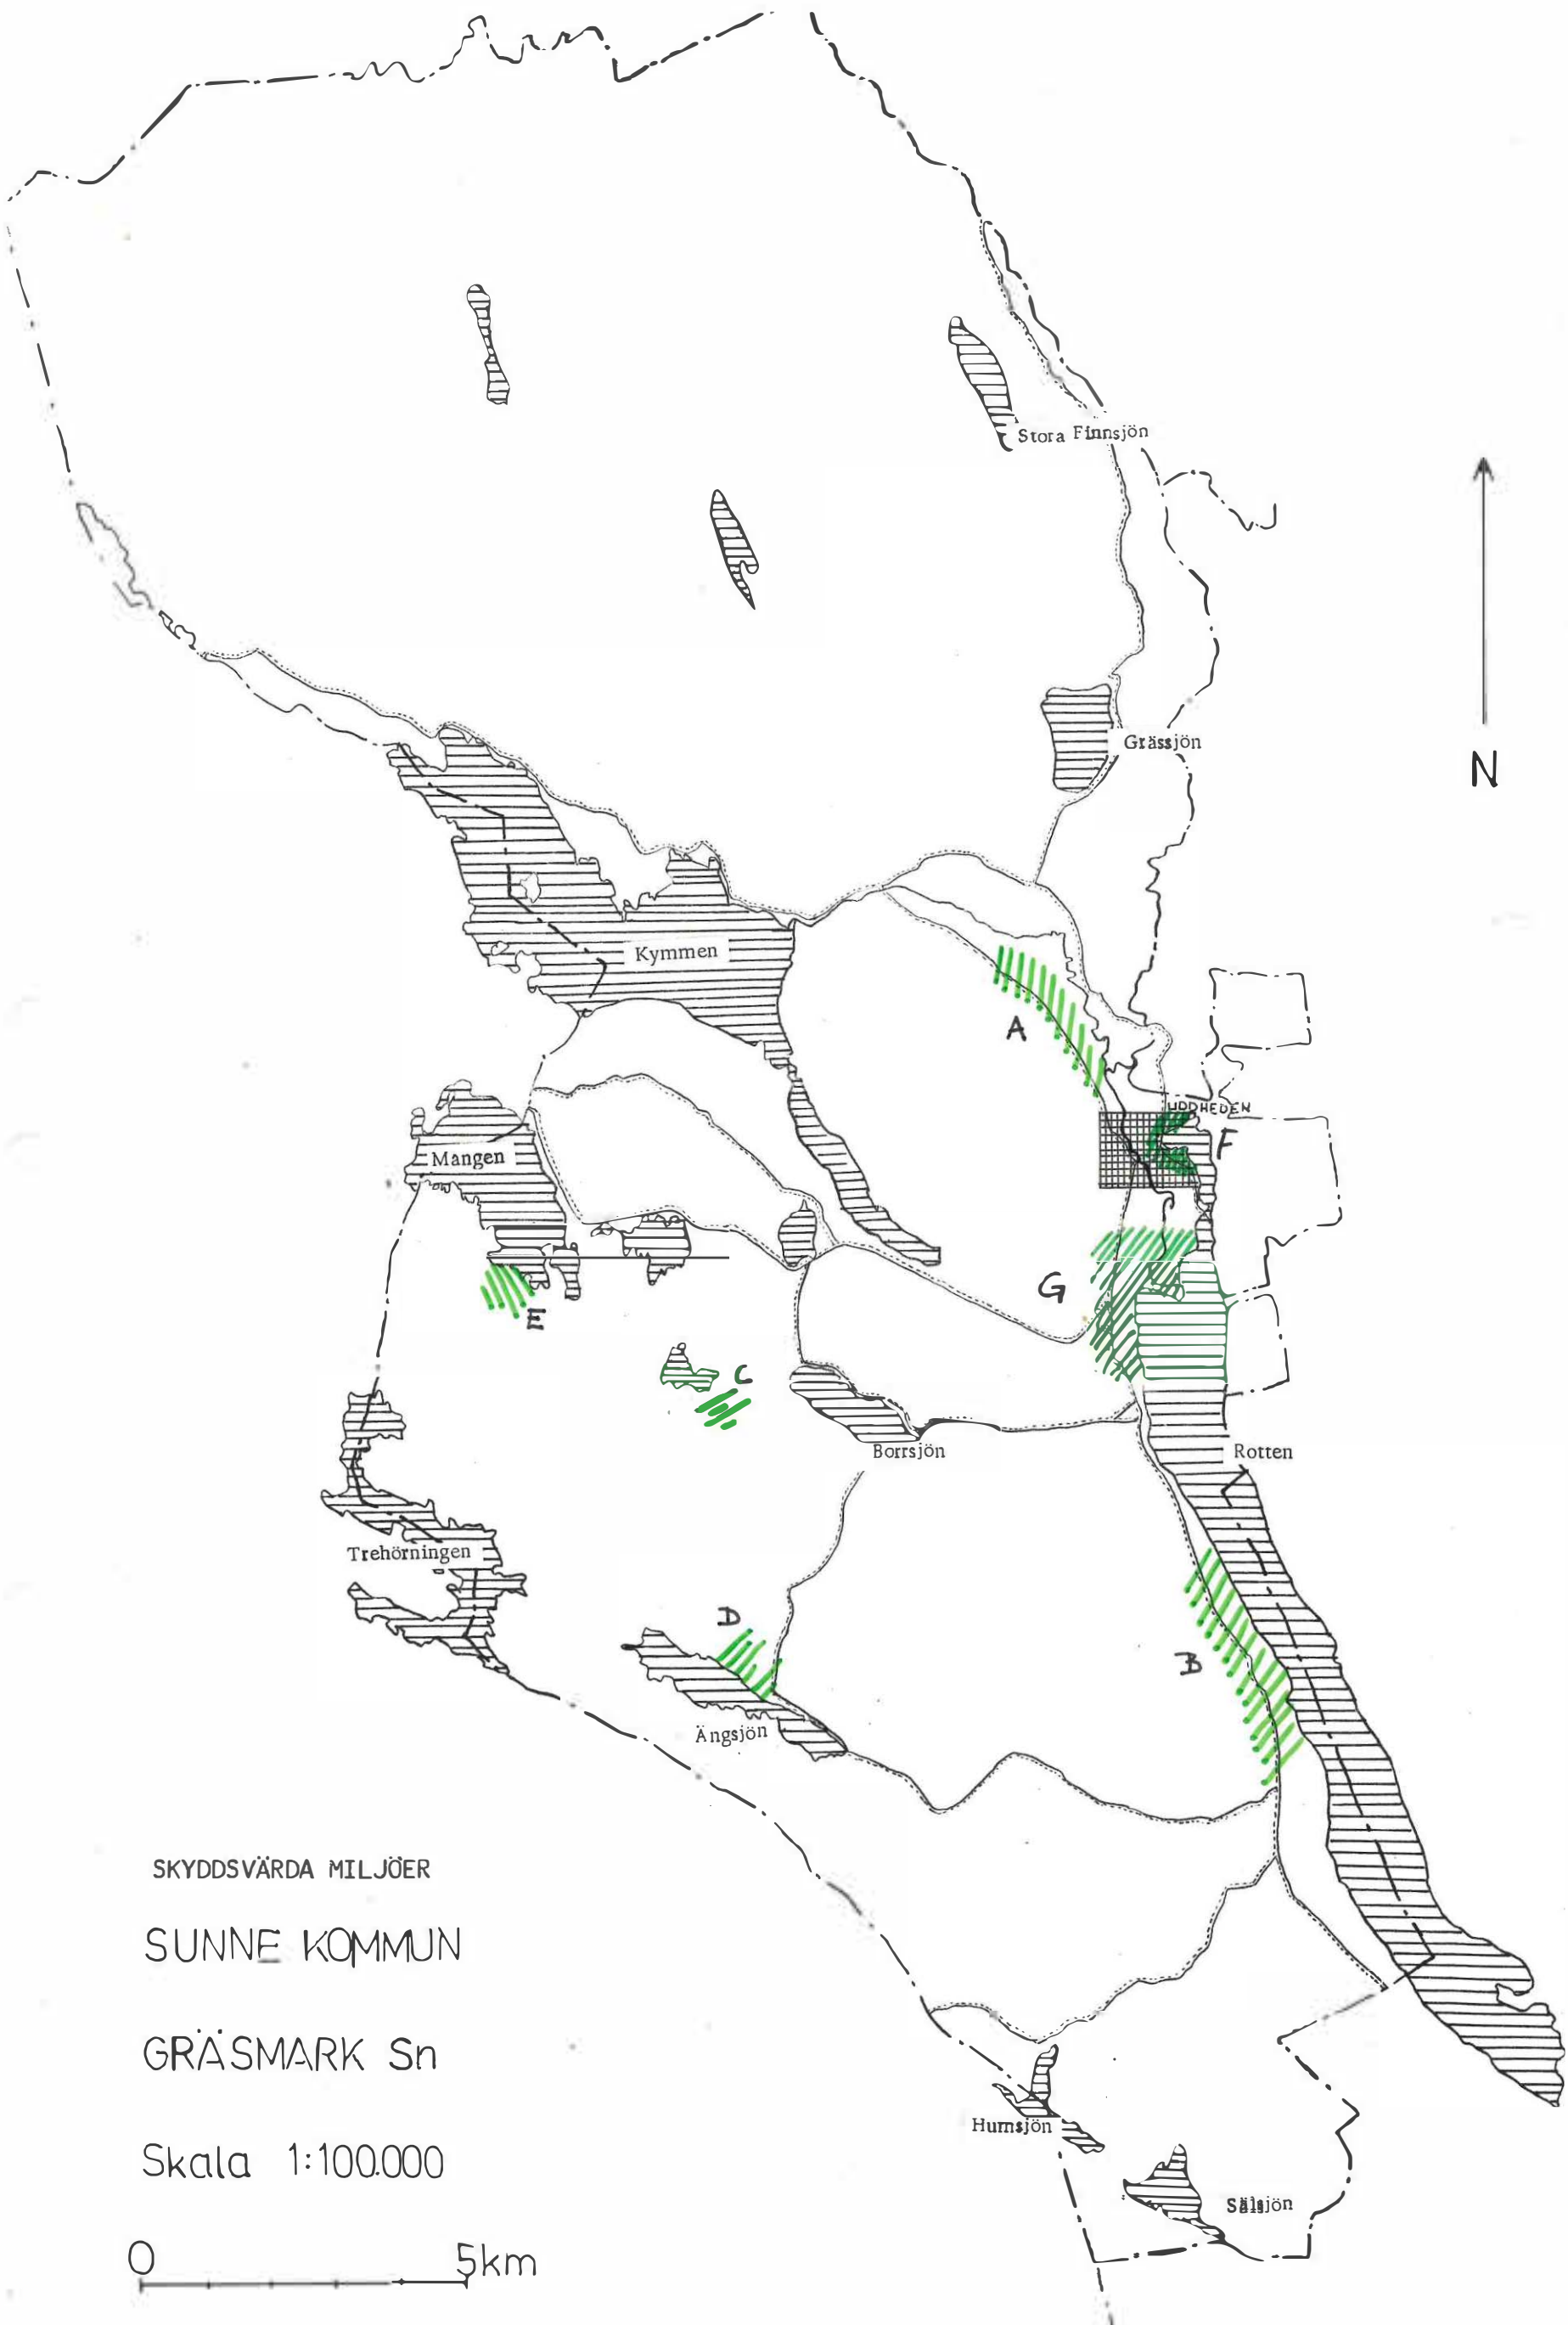 Stora Finnsjön
Grässjön
N
Kymmen
A
UDDHEDEN
F
Mangen
G
E
C
Borrsjön
Rotten
Trehörningen
D
B
Ängsjön
SKYDDSVÄRDA MILJÖER
SUNNE KOMMUN
GRÄSMARK Sn
Skala 1:100.000
Humsjön
Sälsjön
0 5km